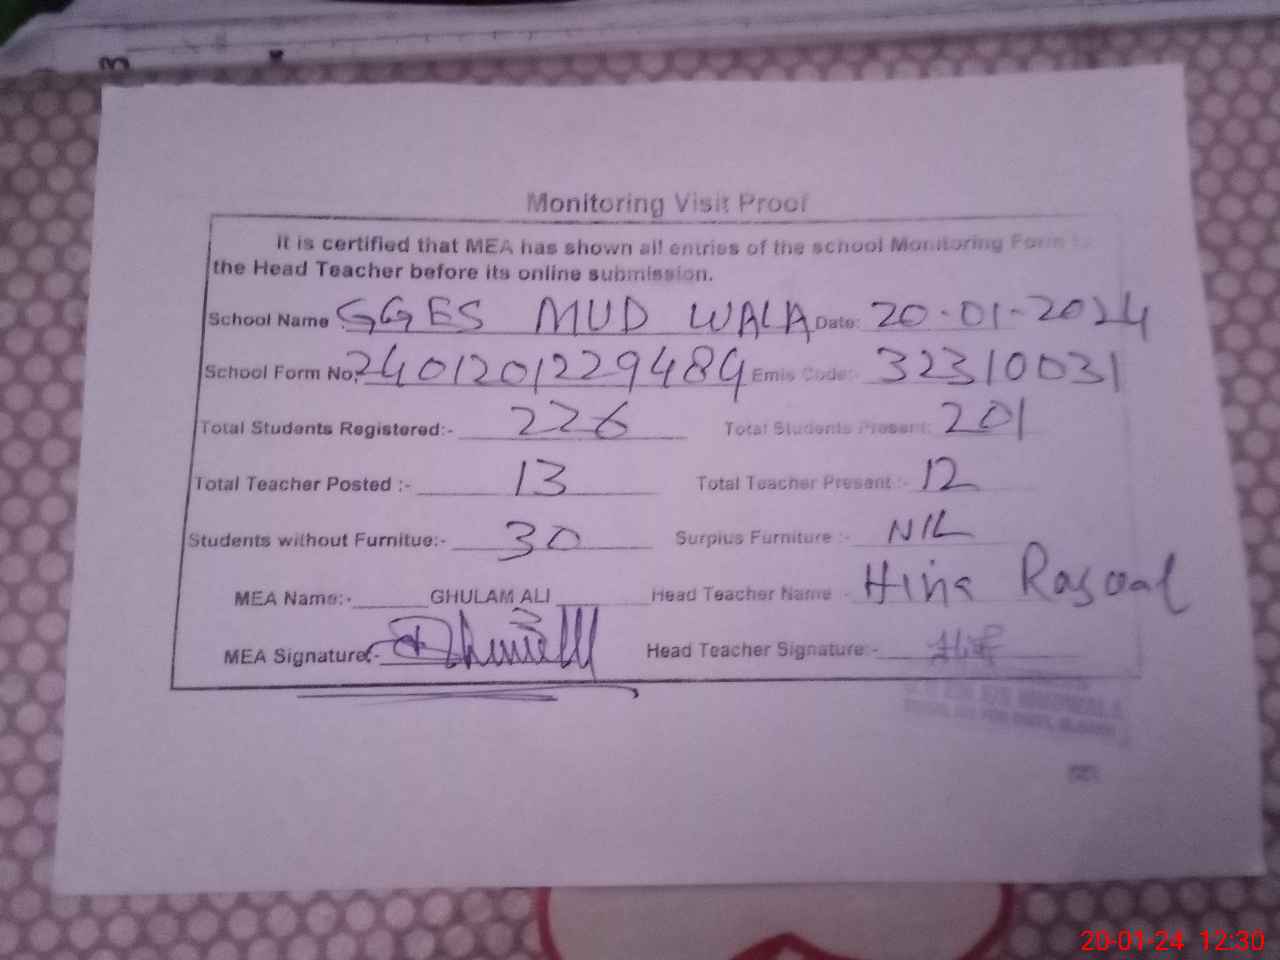 Monitoring Visit Proof
It is certified that MEA has shown all entries of the school Monitoring Form to
the Head Teacher before its online submission.
School Name GGES MUD WALA Date: 20-01-2024
School Form No:- 2401201229489 Emis Code:- 32310031
Total Students Registered:- 226 Total Students Present: 201
Total Teacher Posted :- 13 Total Teacher Present :- 12
Students without Furnitue:- 30 Surplus Furniture :- NIL
MEA Name:- GHULAM ALI Head Teacher Name :- Hina Rasoal
MEA Signature:- Head Teacher Signature:-
20-01-24 12:30